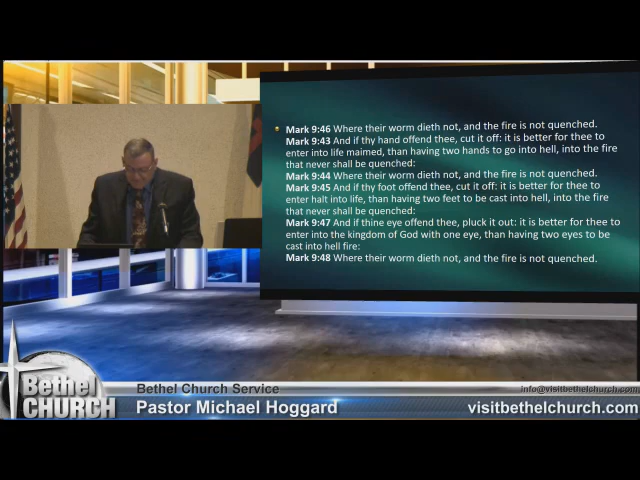 Mark 9:46 Where their worm dieth not, and the fire is not quenched.
Mark 9:43 And if thy hand offend thee, cut it off: it is better for thee to
enter into life maimed, than having two hands to go into hell, into the fire
that never shall be quenched:
Mark 9:44 Where their worm dieth not, and the fire is not quenched.
Mark 9:45 And if thy foot offend thee, cut it off: it is better for thee to
enter halt into life, than having two feet to be cast into hell, into the fire
that never shall be quenched:
Mark 9:47 And if thine eye offend thee, pluck it out: it is better for thee to
enter into the kingdom of God with one eye, than having two eyes to be
cast into hell fire:
Mark 9:48 Where their worm dieth not, and the fire is not quenched.
Bethel
CHURCH
Bethel Church Service
info@visitbethelchurch.com
Pastor Michael Hoggard
visitbethelchurch.com